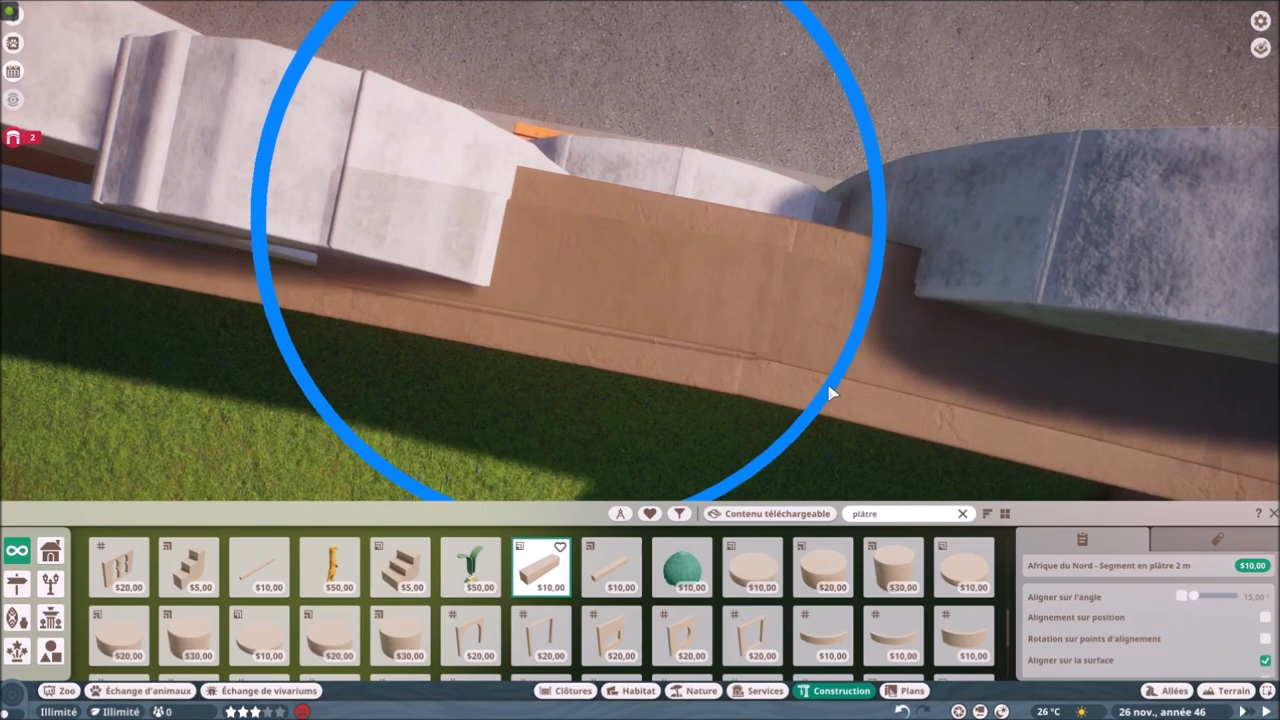 2
Contenu téléchargeable
plâtre
?
$20,00
$5,00
$10,00
$50,00
$5,00
$50,00
$10,00
$10,00
$10,00
$10,00
$20,00
$30,00
$10,00
$20,00
$30,00
$10,00
$20,00
$30,00
$20,00
$20,00
$20,00
$20,00
$20,00
$10,00
$10,00
$10,00
Afrique du Nord - Segment en plâtre 2 m
$10,00
Aligner sur l'angle
15,00 °
Alignement sur position
Rotation sur points d'alignement
Aligner sur la surface
Zoo
Échange d'animaux
Échange de vivariums
Clôtures
Habitat
Nature
Services
Construction
Plans
Allées
Terrain
Illimité
Illimité
0
26 °C
26 nov., année 46